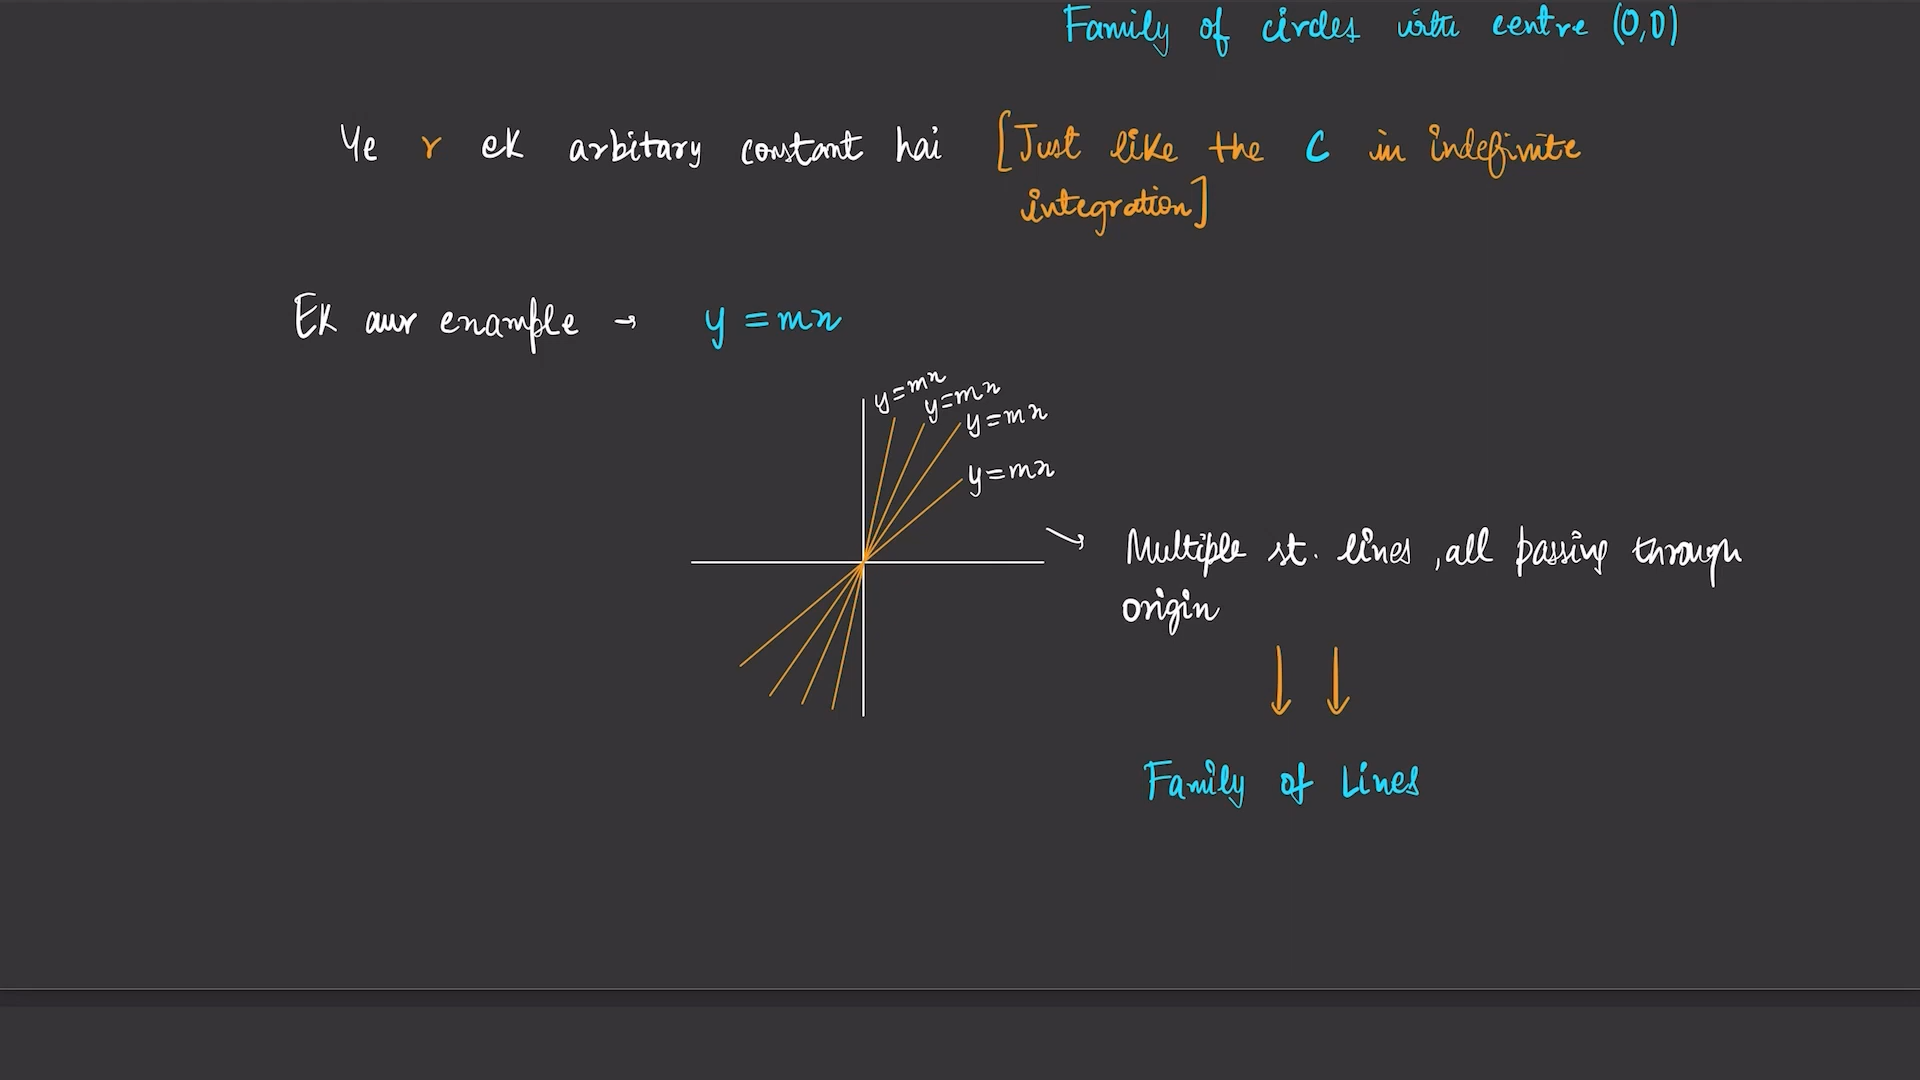 Family of circles with centre (0,0)
Ye r ek arbitary constant hai [Just like the C in indefinite
integration]
Ek aur example → y = mx
y=mx
y=mx
y=mx
y=mx
Multiple st. lines, all passing through
origin
Family of Lines